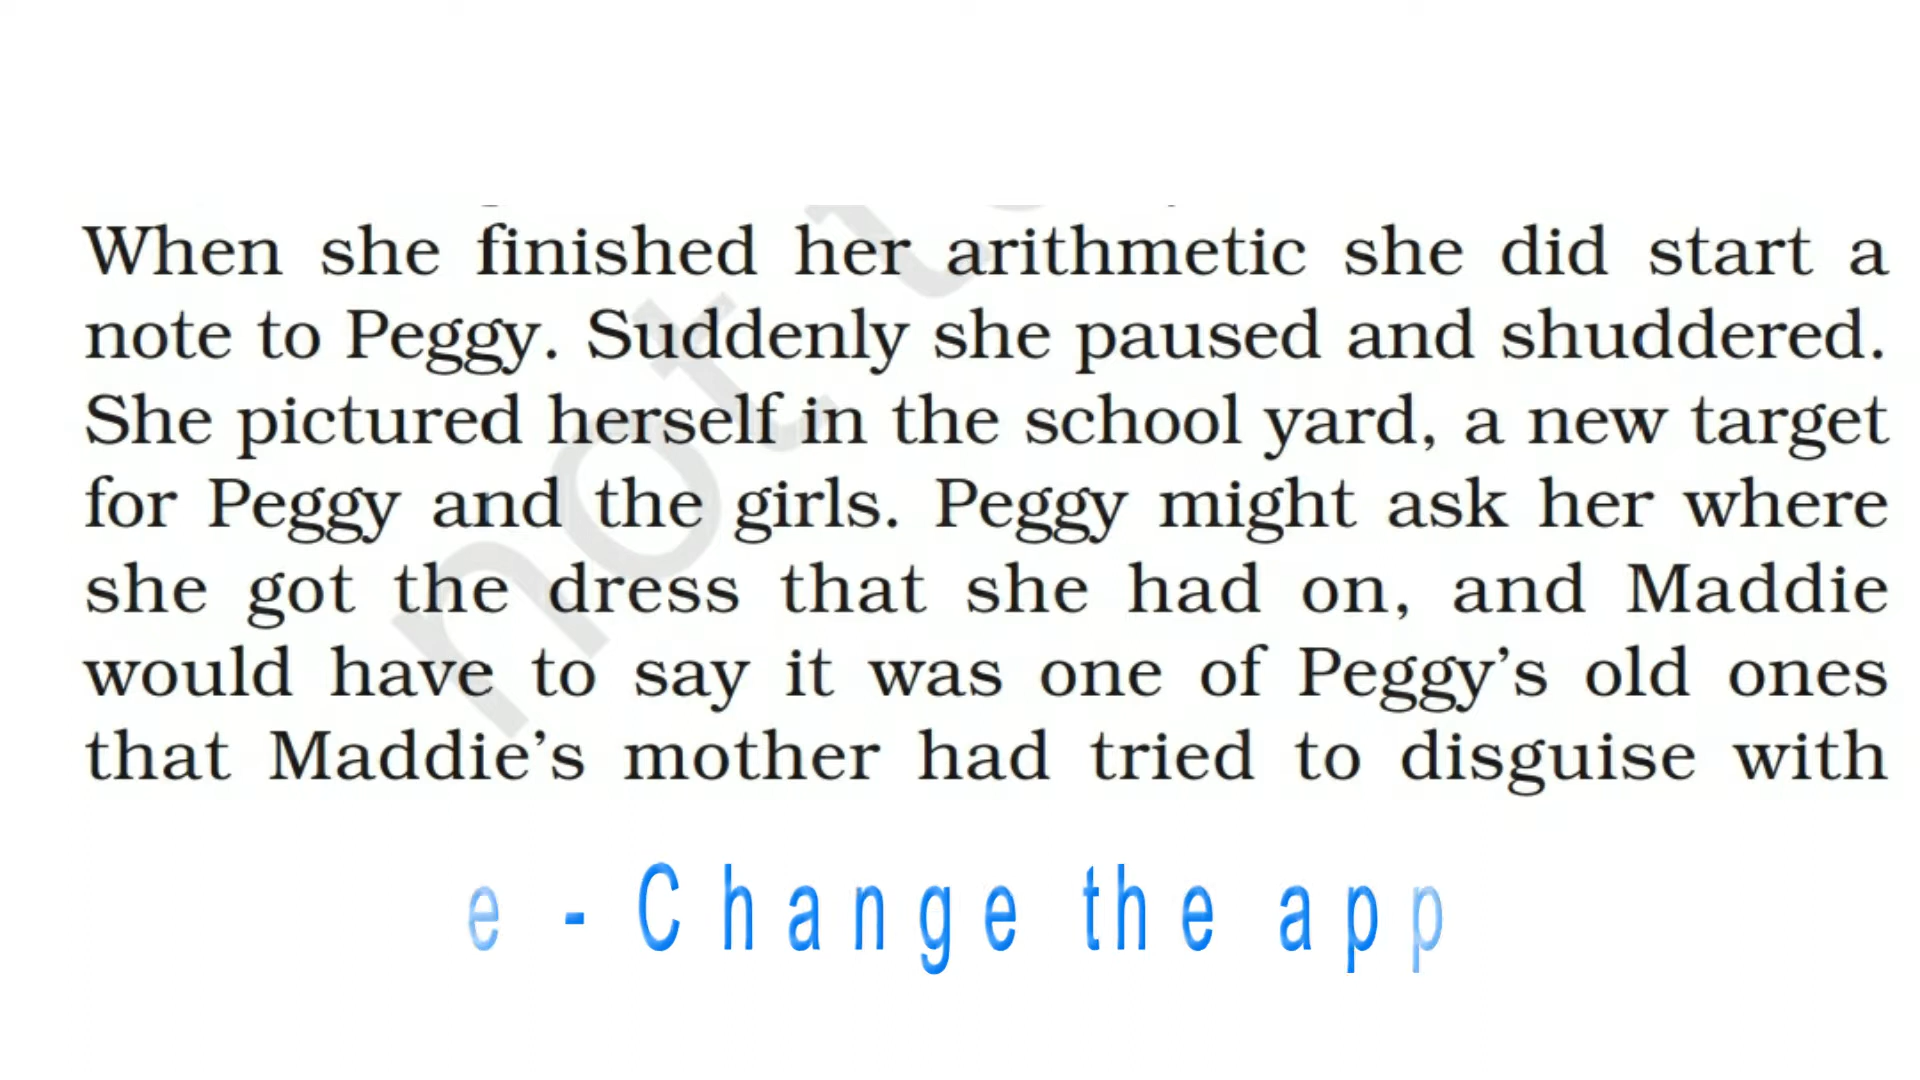 When she finished her arithmetic she did start a
note to Peggy. Suddenly she paused and shuddered.
She pictured herself in the school yard, a new target
for Peggy and the girls. Peggy might ask her where
she got the dress that she had on, and Maddie
would have to say it was one of Peggy’s old ones
that Maddie’s mother had tried to disguise with
not t
e - Change the app